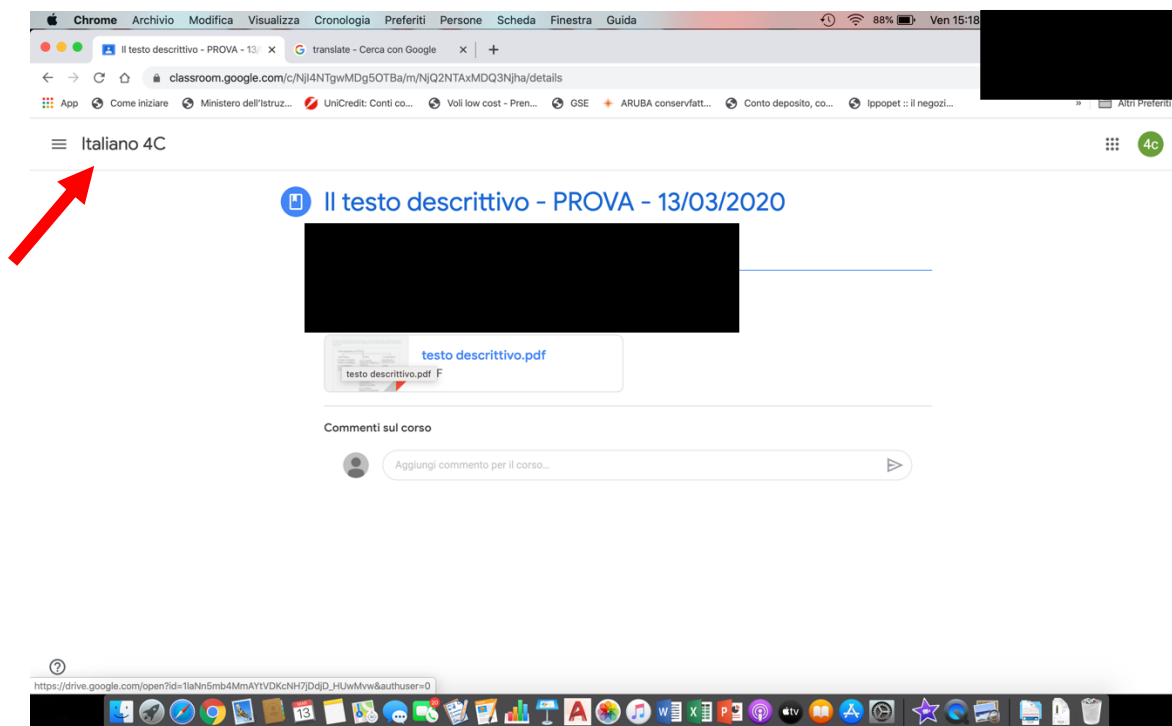 Chrome Archivio Modifica Visualizza Cronologia Preferiti Persone Scheda Finestra Guida 88% Ven 15:18
Il testo descrittivo - PROVA - 13/ translate - Cerca con Google
classroom.google.com/c/NjI4NTgwMDg5OTBa/m/NjQ2NTAxMDQ3Njha/details
App Come iniziare Ministero dell'Istruz... UniCredit: Conti co... Voli low cost - Pren... GSE ARUBA conservfatt... Conto deposito, co... Ippopet :: il negozi... » Altri Preferiti
Italiano 4C 4c
Il testo descrittivo - PROVA - 13/03/2020
testo descrittivo.pdf
testo descrittivo.pdf F
Commenti sul corso
Aggiungi commento per il corso...
https://drive.google.com/open?id=1laNn5mb4MmAYtVDKcNH7jDdjD_HUwMvw&authuser=0
MAR 13 20 tv